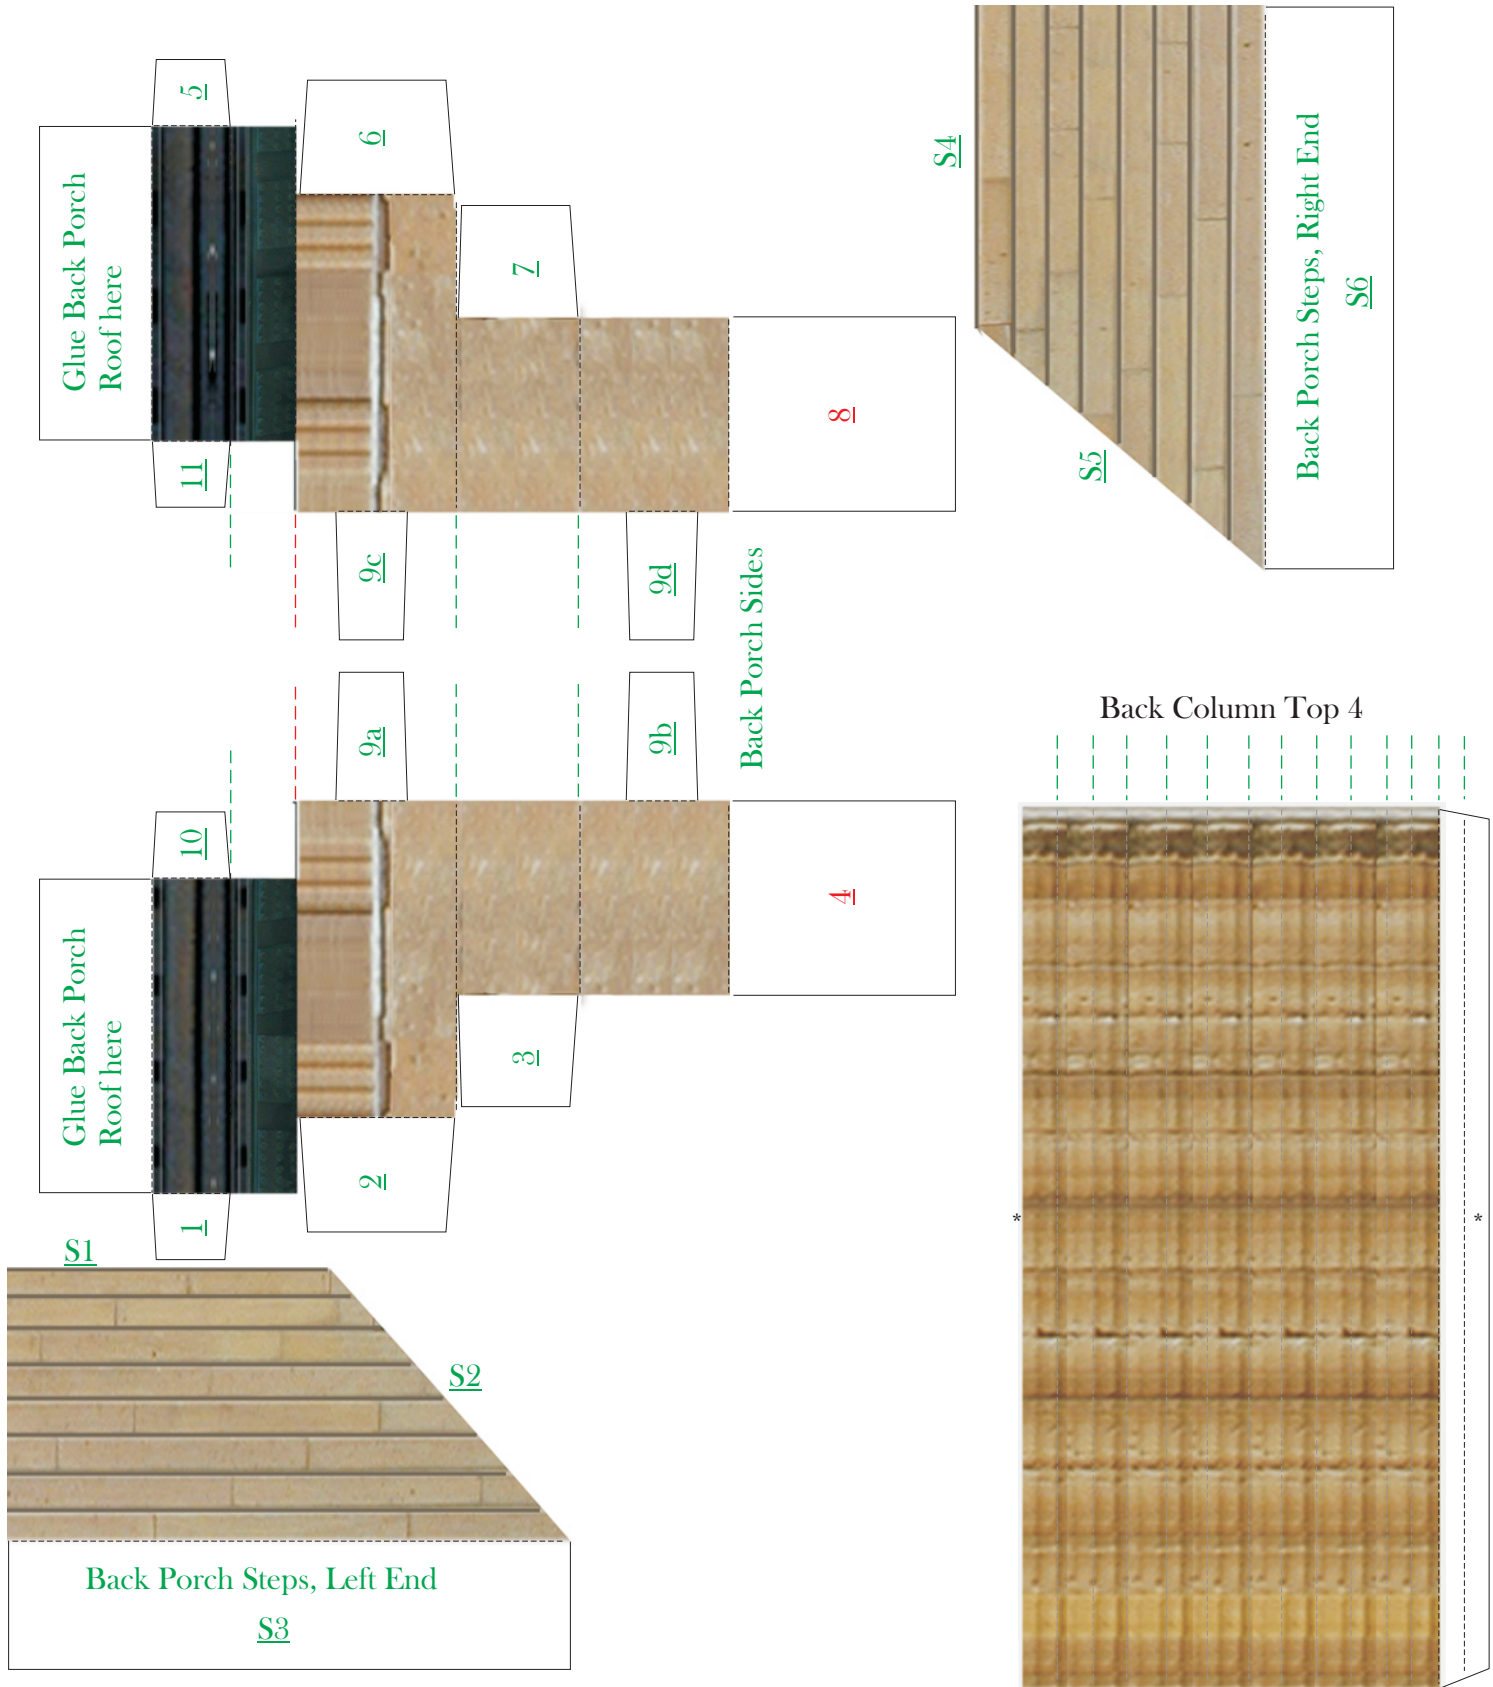 5
Glue Back Porch
Roof here
11
6
7
8
9c
9d
S4
S5
Back Porch Steps, Right End
S6
Back Porch Sides
9a
9b
10
Glue Back Porch
Roof here
1
2
3
4
Back Column Top 4
*
*
S1
S2
Back Porch Steps, Left End
S3